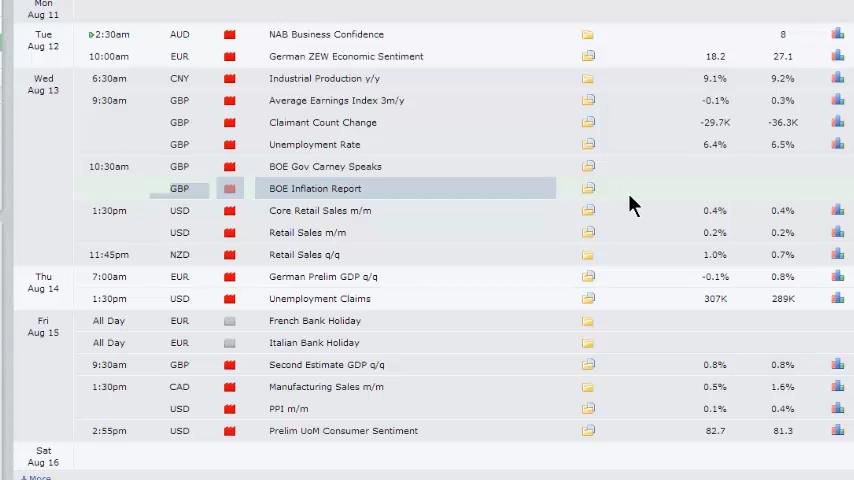 Mon
Aug 11
Tue
Aug 12
2:30am AUD NAB Business Confidence 8
10:00am EUR German ZEW Economic Sentiment 18.2 27.1
Wed
Aug 13
6:30am CNY Industrial Production y/y 9.1% 9.2%
9:30am GBP Average Earnings Index 3m/y -0.1% 0.3%
GBP Claimant Count Change -29.7K -36.3K
GBP Unemployment Rate 6.4% 6.5%
10:30am GBP BOE Gov Carney Speaks
GBP BOE Inflation Report
1:30pm USD Core Retail Sales m/m 0.4% 0.4%
USD Retail Sales m/m 0.2% 0.2%
11:45pm NZD Retail Sales q/q 1.0% 0.7%
Thu
Aug 14
7:00am EUR German Prelim GDP q/q -0.1% 0.8%
1:30pm USD Unemployment Claims 307K 289K
Fri
Aug 15
All Day EUR French Bank Holiday
All Day EUR Italian Bank Holiday
9:30am GBP Second Estimate GDP q/q 0.8% 0.8%
1:30pm CAD Manufacturing Sales m/m 0.5% 1.6%
USD PPI m/m 0.1% 0.4%
2:55pm USD Prelim UoM Consumer Sentiment 82.7 81.3
Sat
Aug 16
More